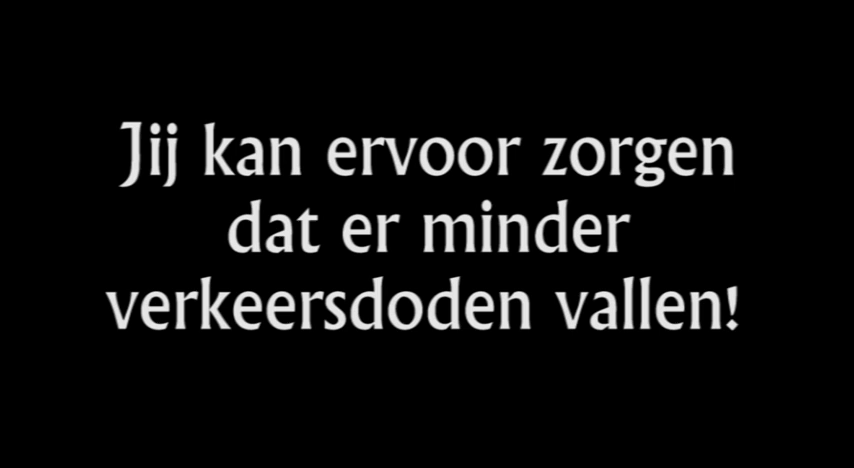 Jij kan ervoor zorgen
dat er minder
verkeersdoden vallen!